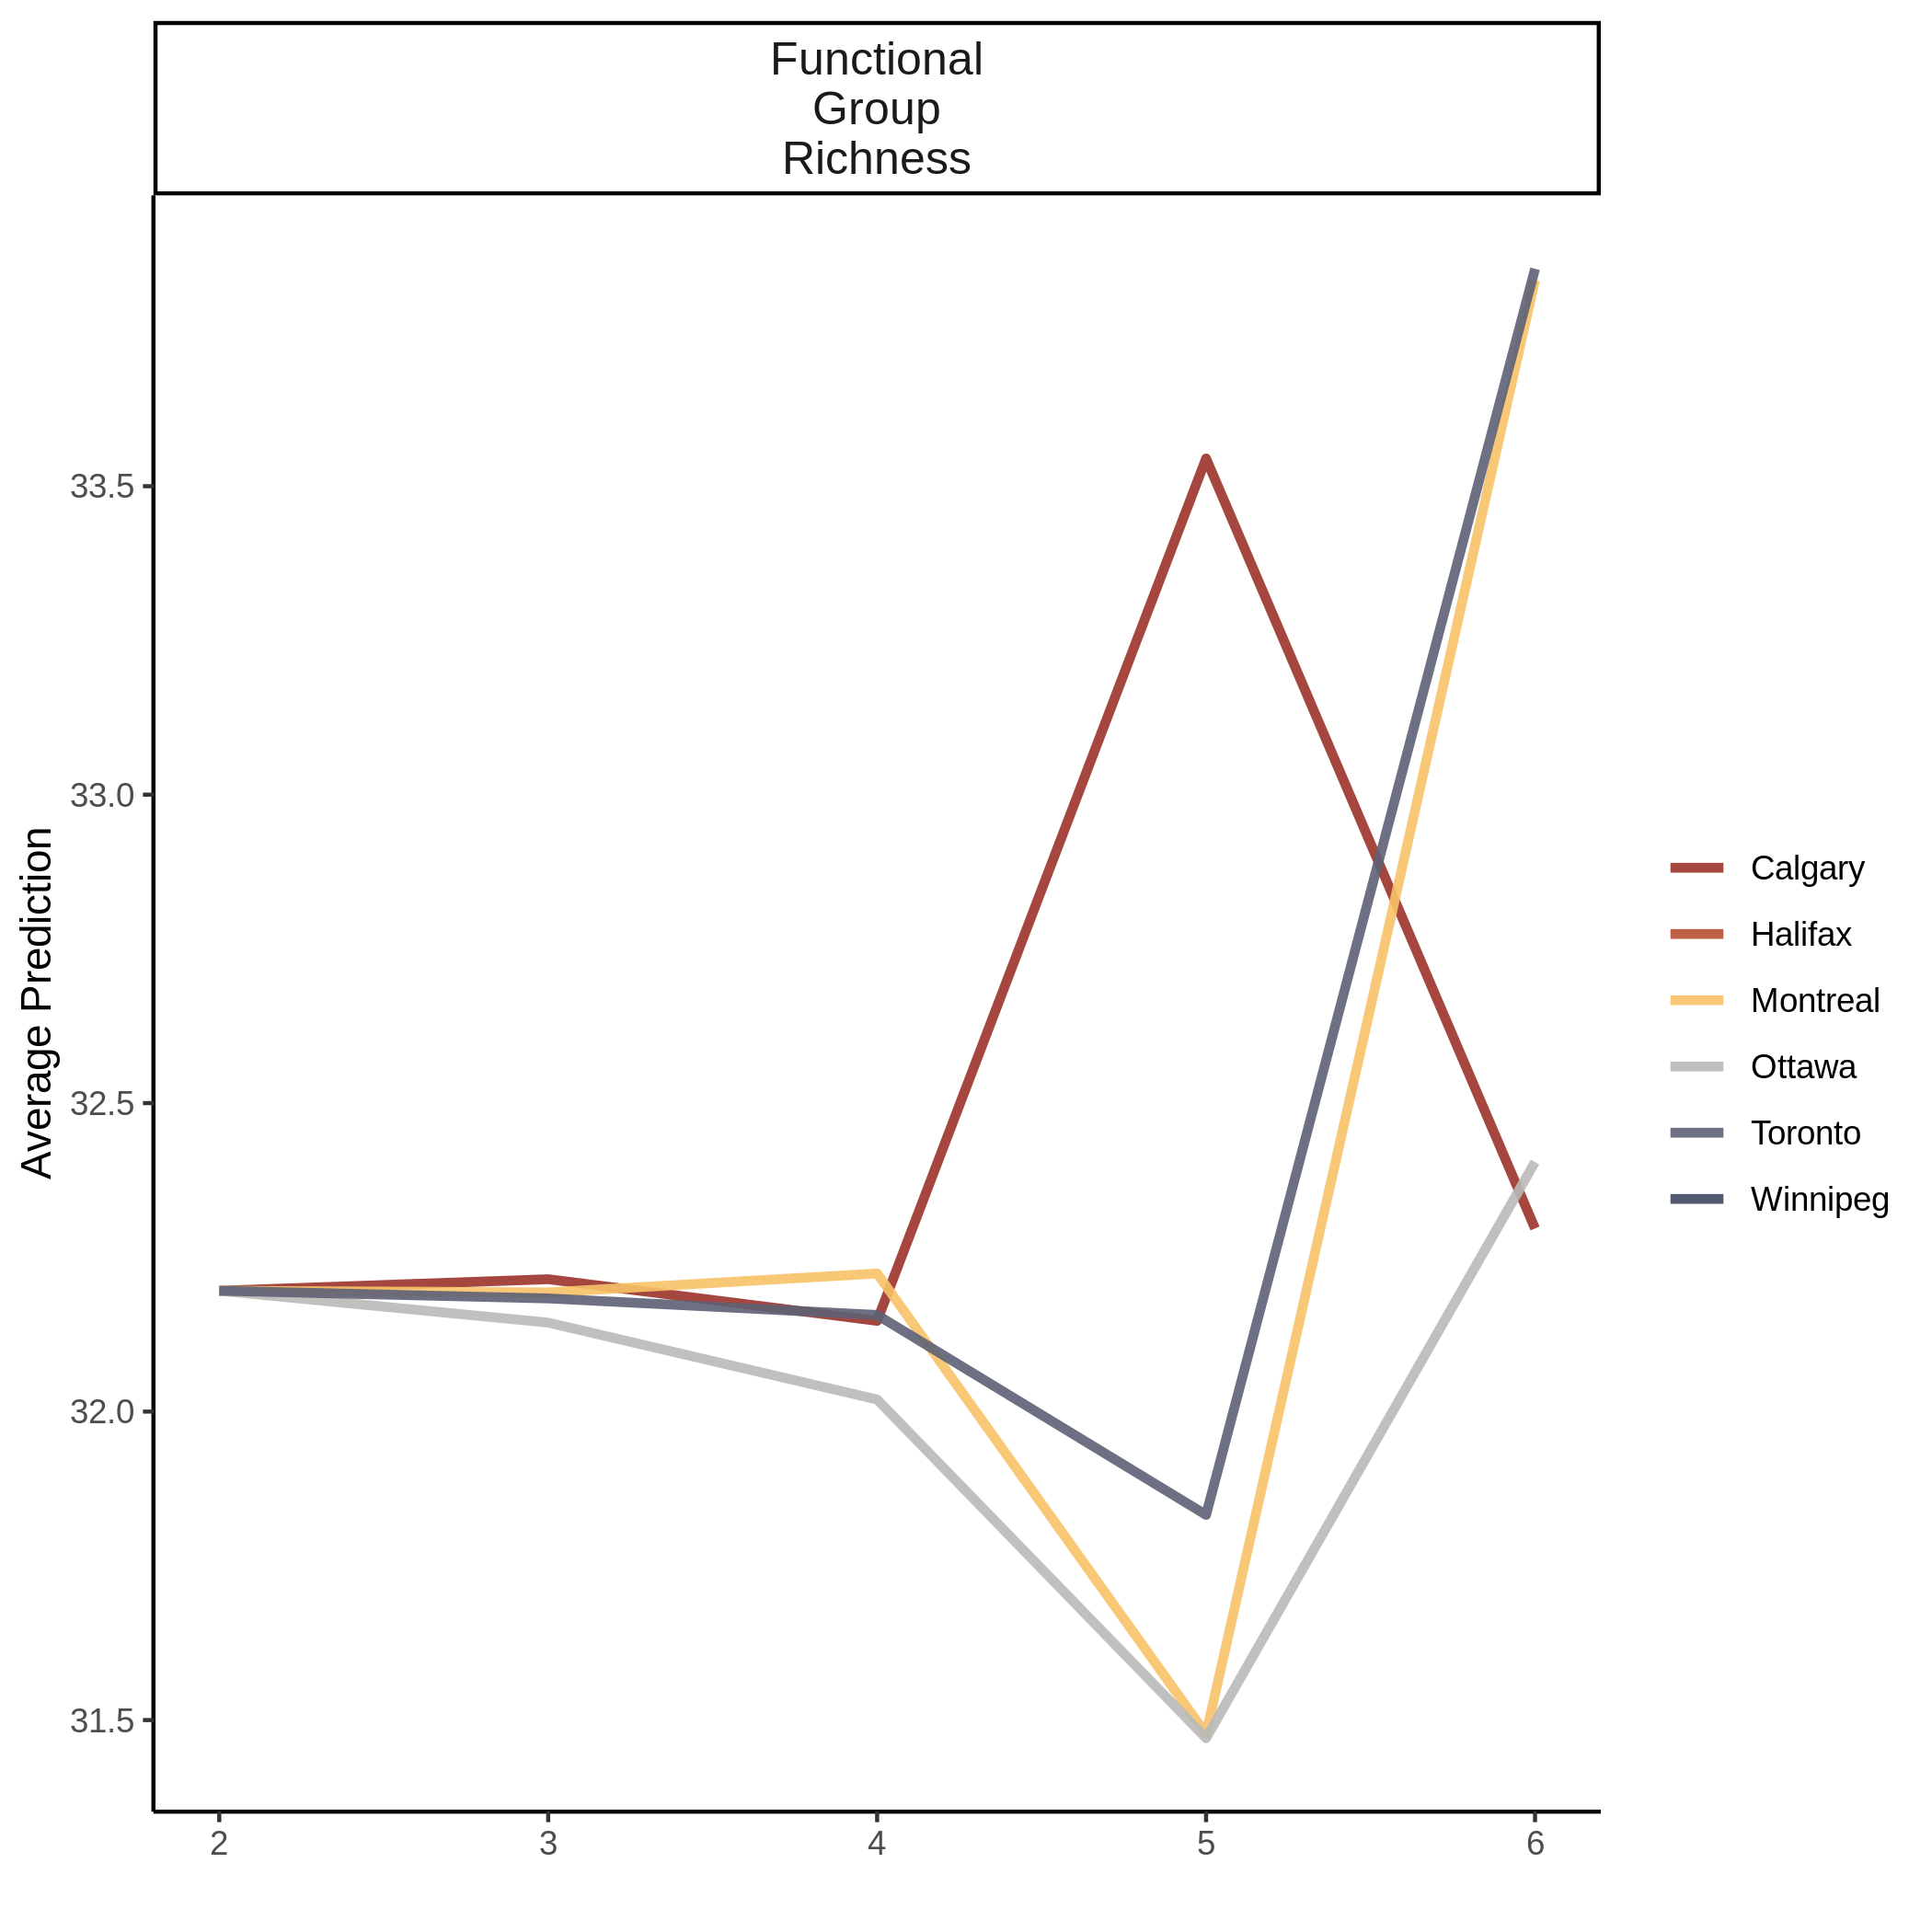 Functional
Group
Richness
Average Prediction
33.5
33.0
32.5
32.0
31.5
2 3 4 5 6
Calgary
Halifax
Montreal
Ottawa
Toronto
Winnipeg